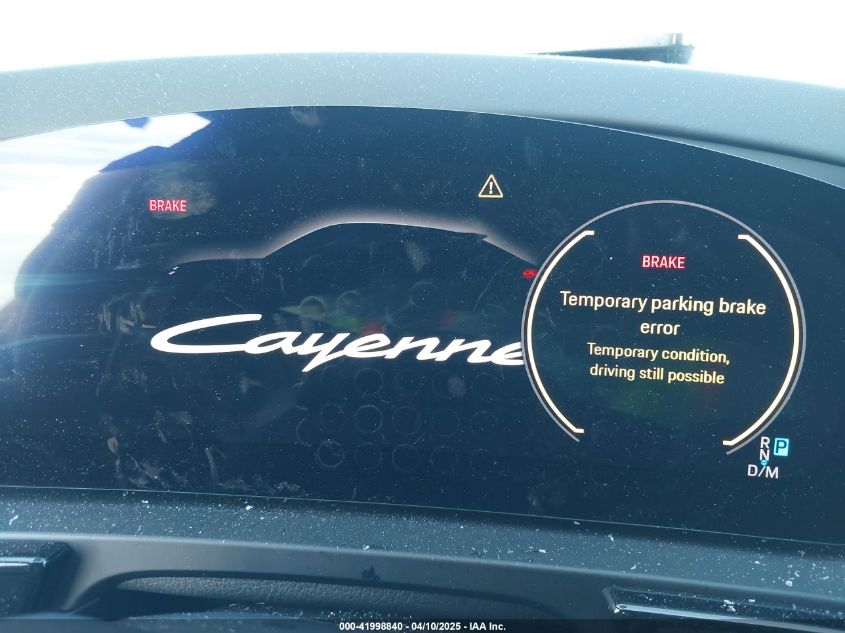 BRAKE
Cayenne
BRAKE
Temporary parking brake
error
Temporary condition,
driving still possible
R
P
N
D/M
000-41998840 - 04/10/2025 - IAA Inc.